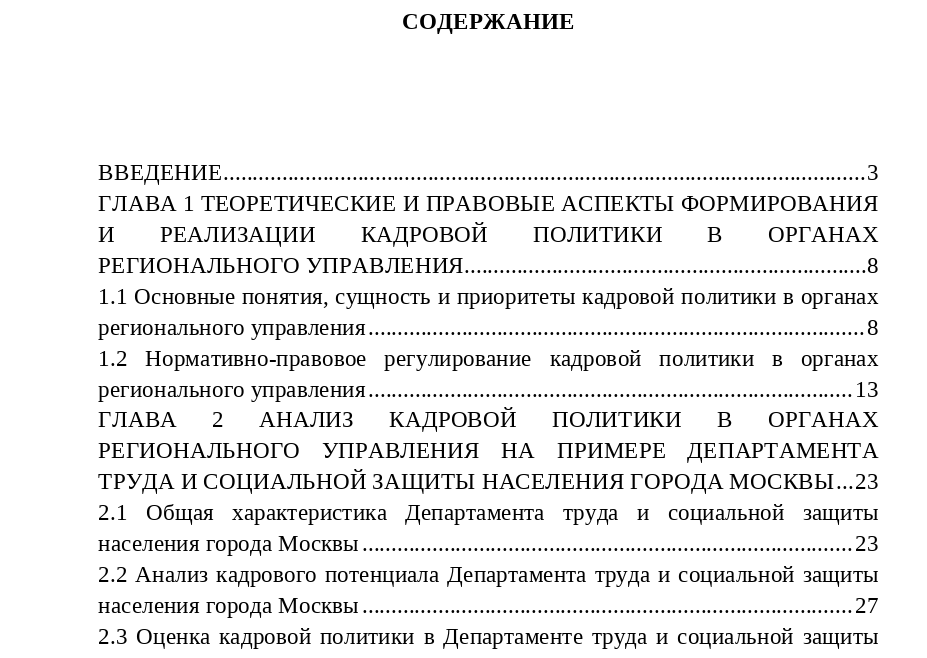 СОДЕРЖАНИЕ
ВВЕДЕНИЕ....................................................................................................................3
ГЛАВА 1 ТЕОРЕТИЧЕСКИЕ И ПРАВОВЫЕ АСПЕКТЫ ФОРМИРОВАНИЯ
И РЕАЛИЗАЦИИ КАДРОВОЙ ПОЛИТИКИ В ОРГАНАХ
РЕГИОНАЛЬНОГО УПРАВЛЕНИЯ.....................................................................8
1.1 Основные понятия, сущность и приоритеты кадровой политики в органах
регионального управления.....................................................................................8
1.2 Нормативно-правовое регулирование кадровой политики в органах
регионального управления...................................................................................13
ГЛАВА 2 АНАЛИЗ КАДРОВОЙ ПОЛИТИКИ В ОРГАНАХ
РЕГИОНАЛЬНОГО УПРАВЛЕНИЯ НА ПРИМЕРЕ ДЕПАРТАМЕНТА
ТРУДА И СОЦИАЛЬНОЙ ЗАЩИТЫ НАСЕЛЕНИЯ ГОРОДА МОСКВЫ...23
2.1 Общая характеристика Департамента труда и социальной защиты
населения города Москвы....................................................................................23
2.2 Анализ кадрового потенциала Департамента труда и социальной защиты
населения города Москвы....................................................................................27
2.3 Оценка кадровой политики в Департаменте труда и социальной защиты